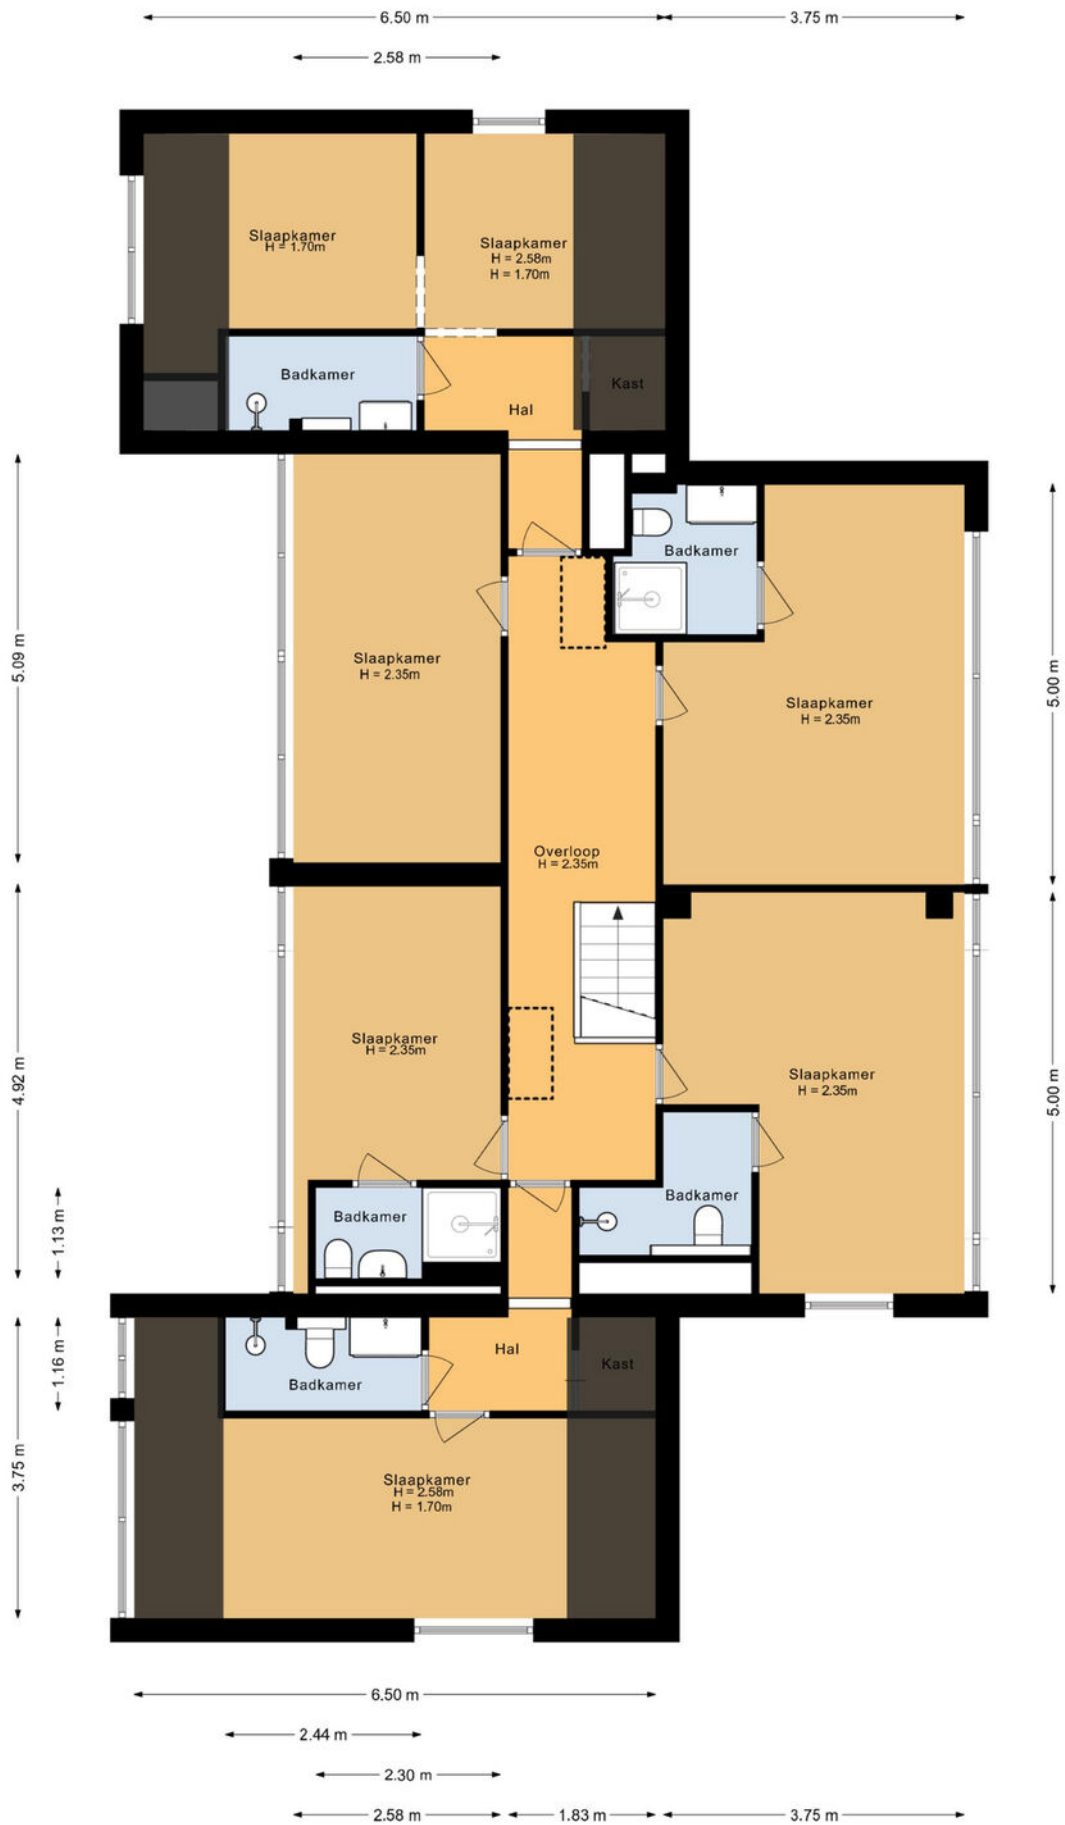 6.50 m
3.75 m
2.58 m
Slaapkamer
H = 1.70m
Slaapkamer
H = 2.58m
H = 1.70m
Badkamer
Hal
Kast
Badkamer
5.09 m
5.00 m
Slaapkamer
H = 2.35m
Slaapkamer
H = 2.35m
Overloop
H = 2.35m
4.92 m
5.00 m
Slaapkamer
H = 2.35m
Slaapkamer
H = 2.35m
1.13 m
Badkamer
Badkamer
1.16 m
Hal
Kast
Badkamer
3.75 m
Slaapkamer
H = 2.58m
H = 1.70m
6.50 m
2.44 m
2.30 m
2.58 m
1.83 m
3.75 m